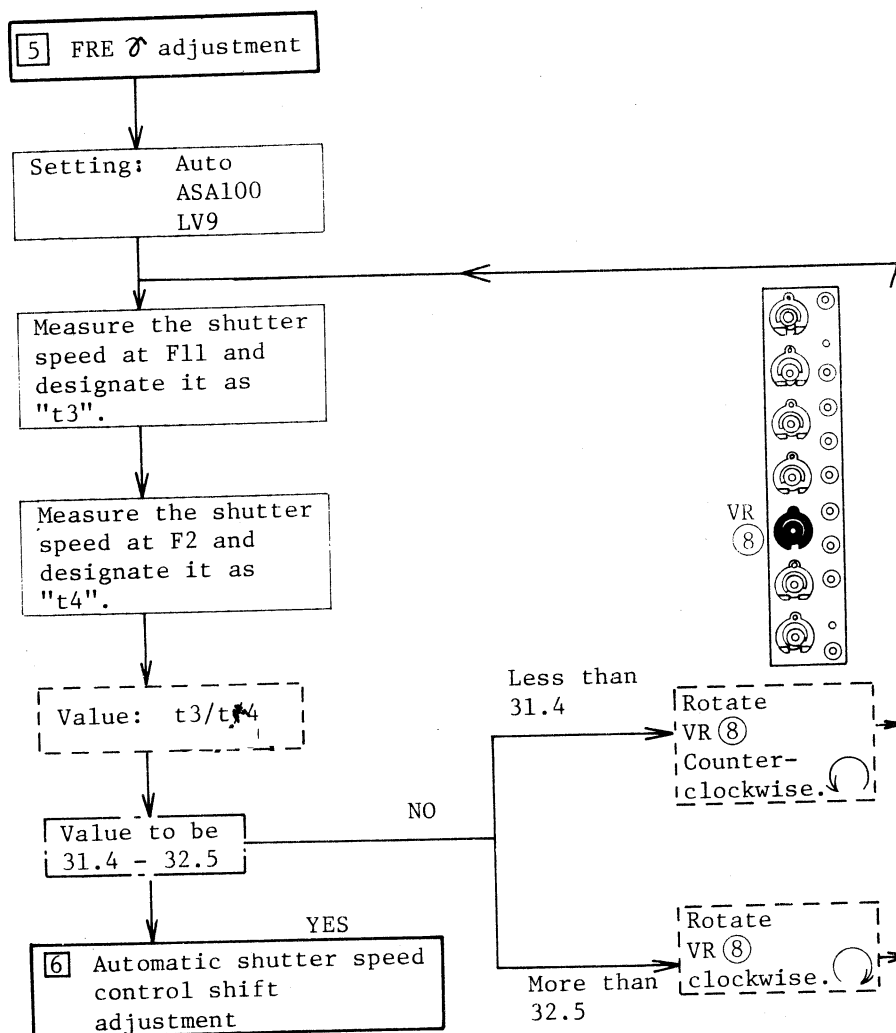 5 FRE γ adjustment
Setting: Auto
ASA100
LV9
Measure the shutter
speed at F11 and
designate it as
"t3".
Measure the shutter
speed at F2 and
designate it as
"t4".
Value: t3/t4
Value to be
31.4 - 32.5
NO
YES
6 Automatic shutter speed
control shift
adjustment
VR
⑧
Less than
31.4
Rotate
VR ⑧
Counter-
clockwise.
More than
32.5
Rotate
VR ⑧
clockwise.